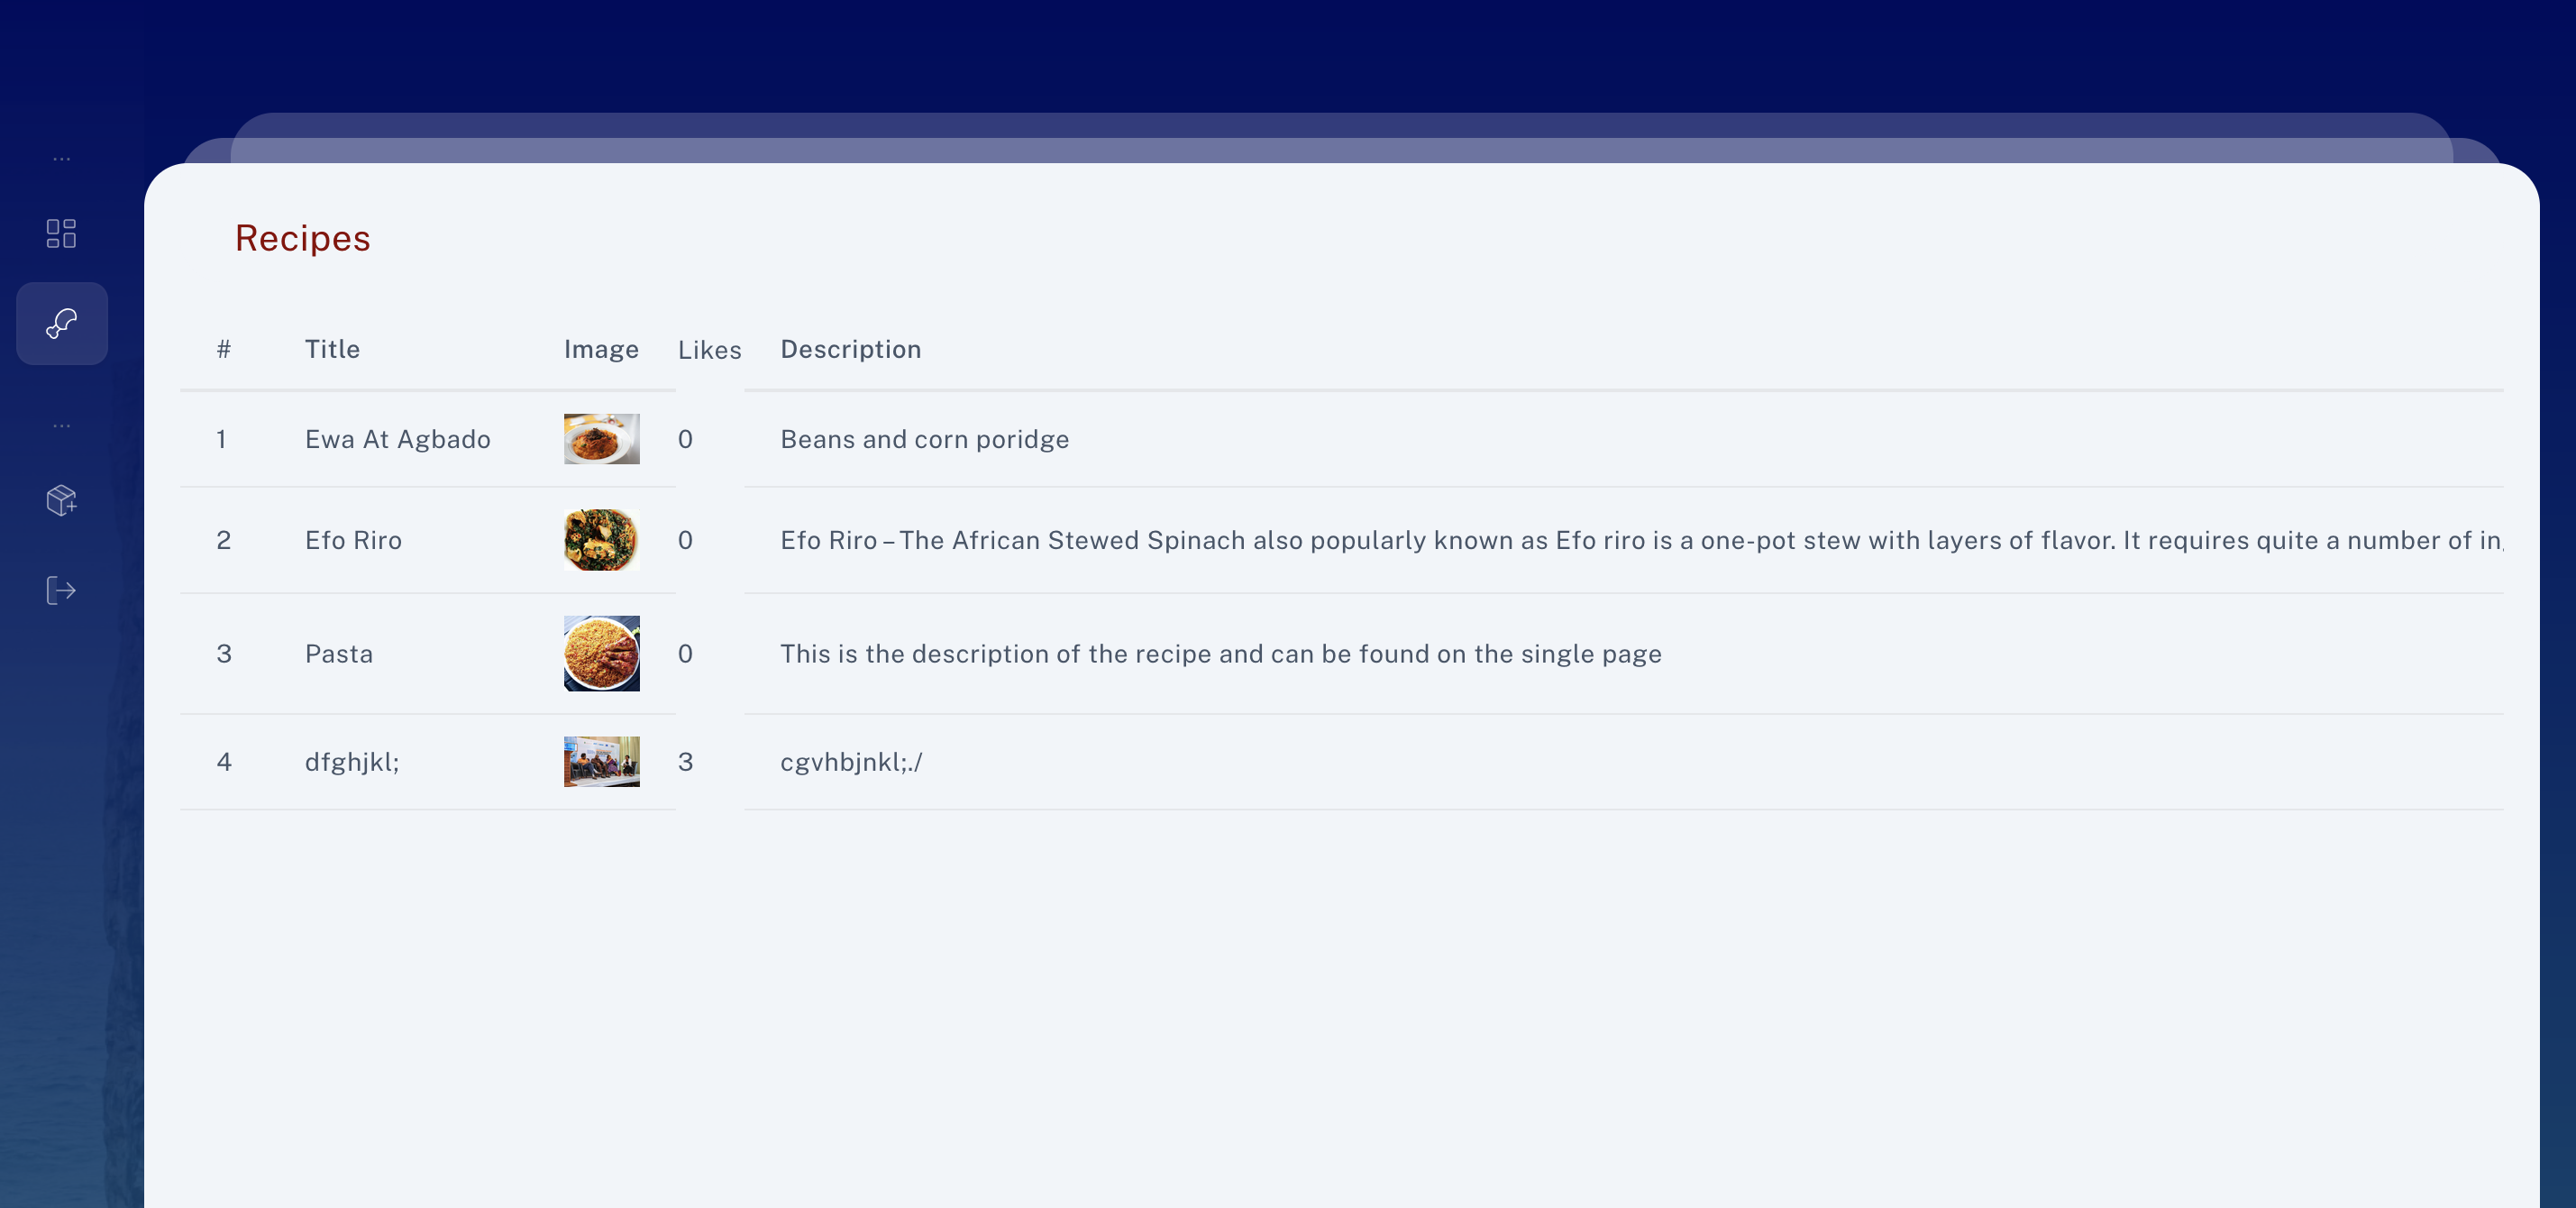 ...
Recipes
# Title Image Likes Description
1 Ewa At Agbado 0 Beans and corn poridge
2 Efo Riro 0 Efo Riro – The African Stewed Spinach also popularly known as Efo riro is a one-pot stew with layers of flavor. It requires quite a number of
3 Pasta 0 This is the description of the recipe and can be found on the single page
4 dfghjkl; 3 cgvhbjnkl;./
...